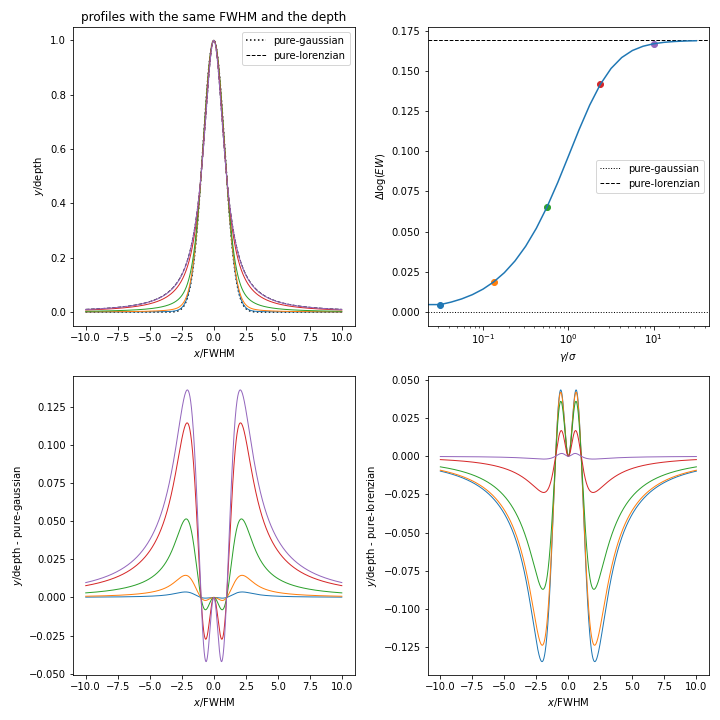 profiles with the same FWHM and the depth
y/depth
1.0
0.8
0.6
0.4
0.2
0.0
pure-gaussian
pure-lorenzian
−10.0 −7.5 −5.0 −2.5 0.0 2.5 5.0 7.5 10.0
x/FWHM
Δlog(EW)
0.175
0.150
0.125
0.100
0.075
0.050
0.025
0.000
pure-gaussian
pure-lorenzian
10⁻¹ 10⁰ 10¹
γ/σ
y/depth - pure-gaussian
0.125
0.100
0.075
0.050
0.025
0.000
−0.025
−0.050
−10.0 −7.5 −5.0 −2.5 0.0 2.5 5.0 7.5 10.0
x/FWHM
y/depth - pure-lorenzian
0.050
0.025
0.000
−0.025
−0.050
−0.075
−0.100
−0.125
−10.0 −7.5 −5.0 −2.5 0.0 2.5 5.0 7.5 10.0
x/FWHM